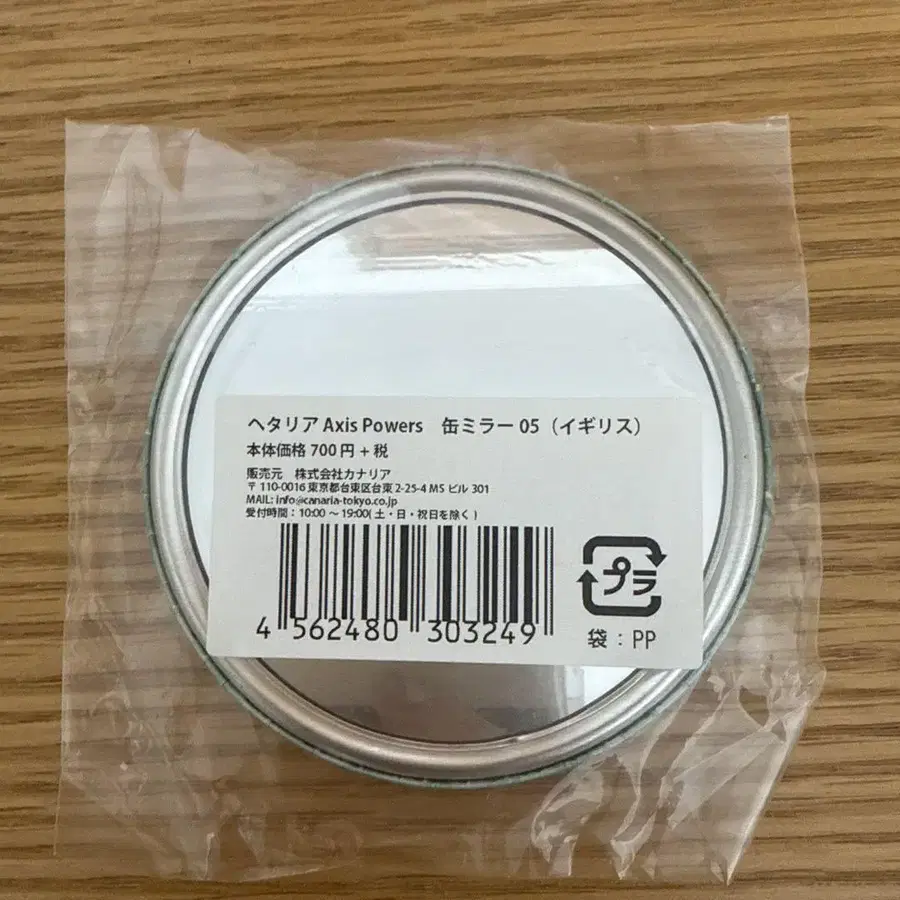 ヘタリア Axis Powers　缶ミラー 05（イギリス）
本体価格 700 円 + 税
販売元　株式会社カナリア
〒 110-0016 東京都台東区台東 2-25-4 MS ビル 301
MAIL: info@canaria-tokyo.co.jp
受付時間：10:00 ～ 19:00( 土・日・祝日を除く )
4 562480 303249
プラ
袋：PP